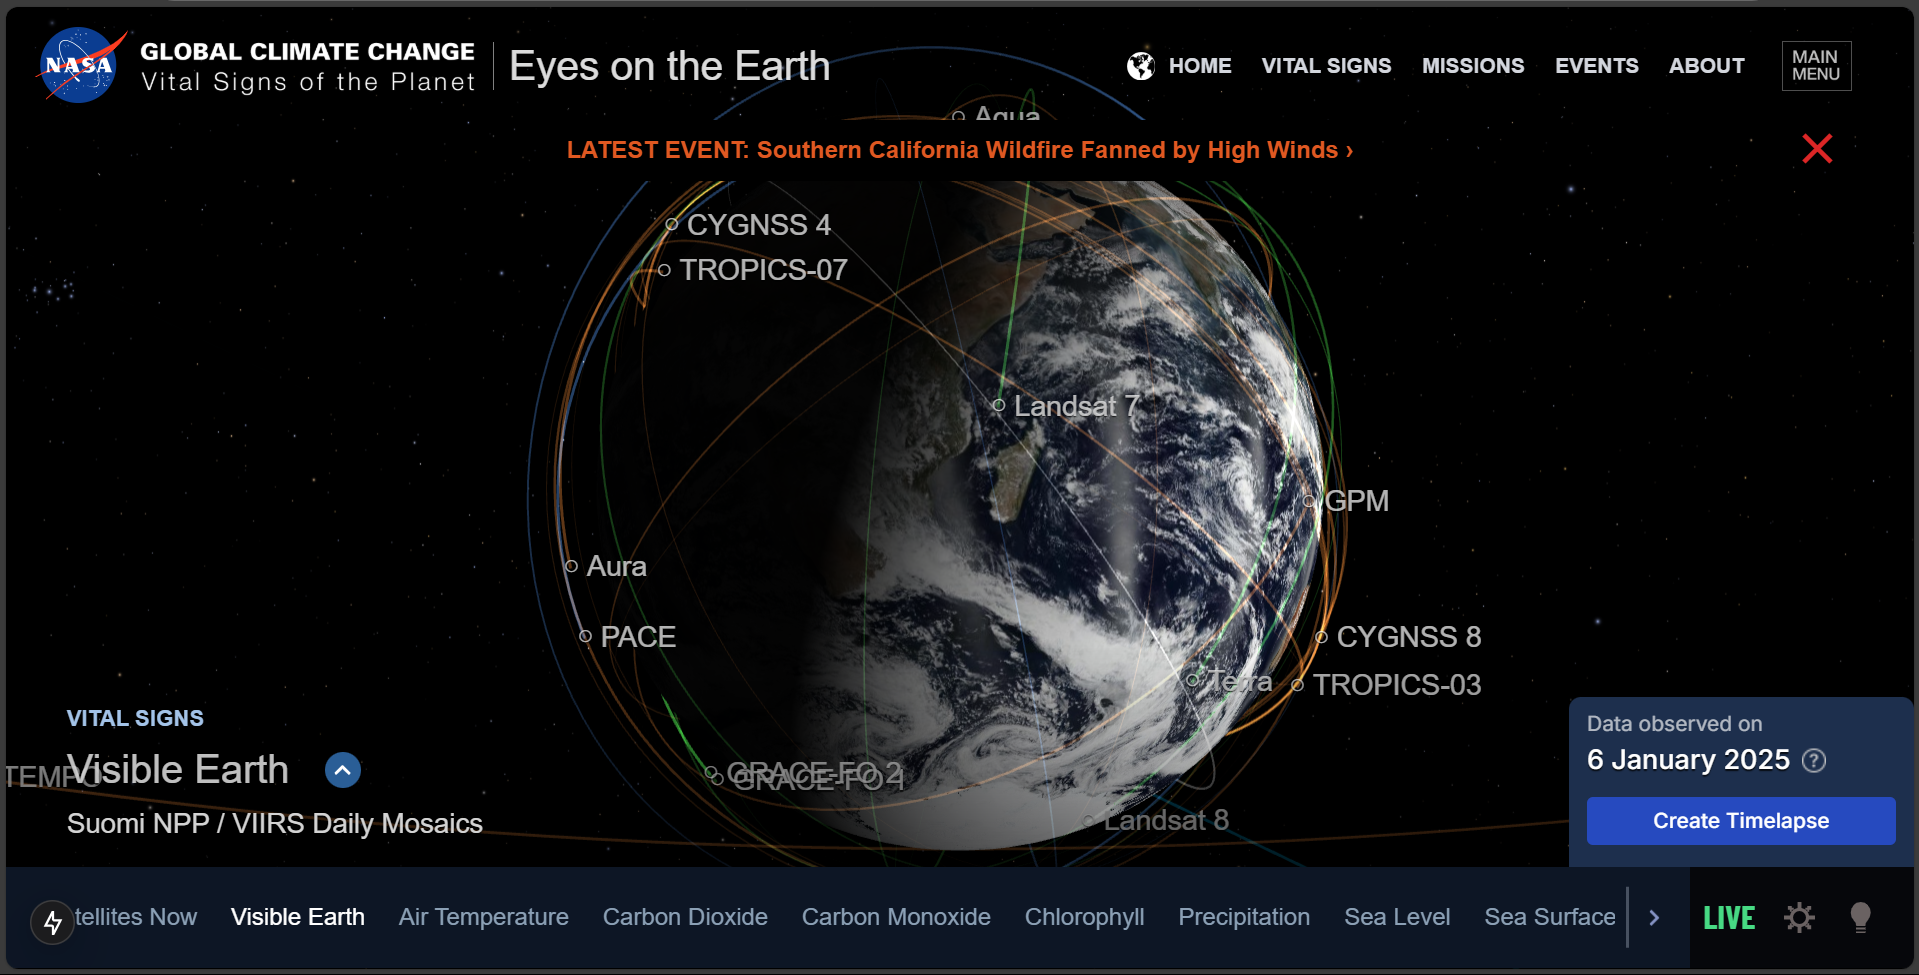 NASA
GLOBAL CLIMATE CHANGE
Vital Signs of the Planet
Eyes on the Earth
HOME
VITAL SIGNS
MISSIONS
EVENTS
ABOUT
MAIN
MENU
Aqua
LATEST EVENT: Southern California Wildfire Fanned by High Winds ›
CYGNSS 4
TROPICS-07
Landsat 7
GPM
Aura
PACE
CYGNSS 8
Terra
TROPICS-03
VITAL SIGNS
TEMPO
Visible Earth
GRACE-FO 2
GRACE-FO 1
Suomi NPP / VIIRS Daily Mosaics
Landsat 8
Data observed on
6 January 2025 ?
Create Timelapse
tellites Now
Visible Earth
Air Temperature
Carbon Dioxide
Carbon Monoxide
Chlorophyll
Precipitation
Sea Level
Sea Surface
LIVE